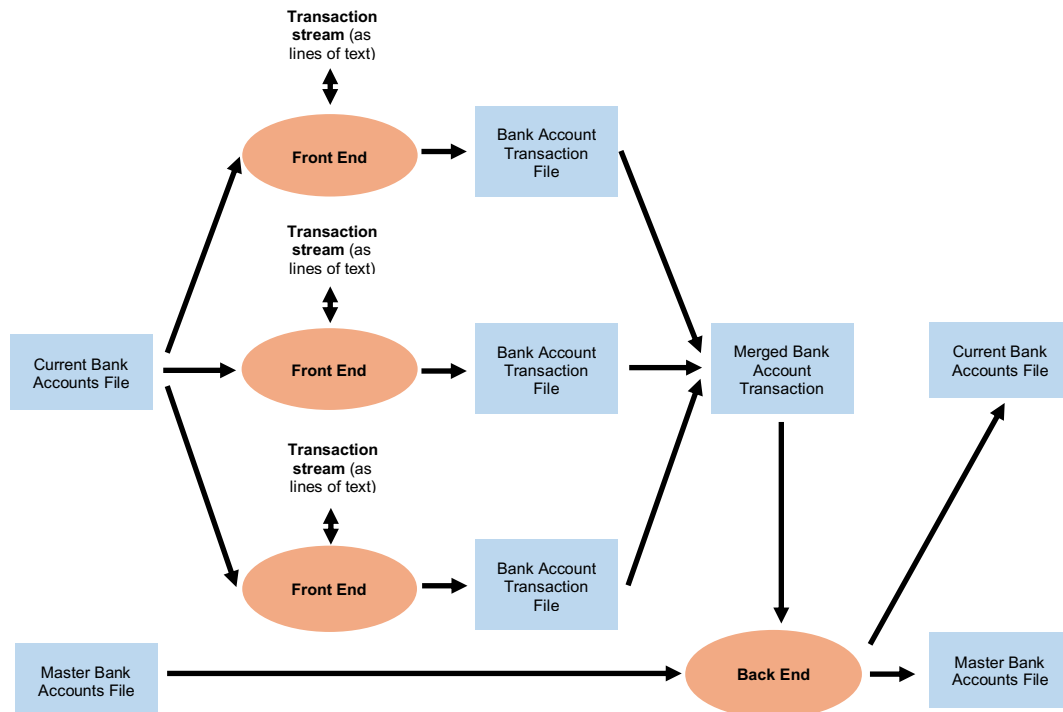 Transaction
stream (as
lines of text)
Front End
Bank Account
Transaction
File
Transaction
stream (as
lines of text)
Current Bank
Accounts File
Front End
Bank Account
Transaction
File
Merged Bank
Account
Transaction
Current Bank
Accounts File
Transaction
stream (as
lines of text)
Front End
Bank Account
Transaction
File
Master Bank
Accounts File
Back End
Master Bank
Accounts File